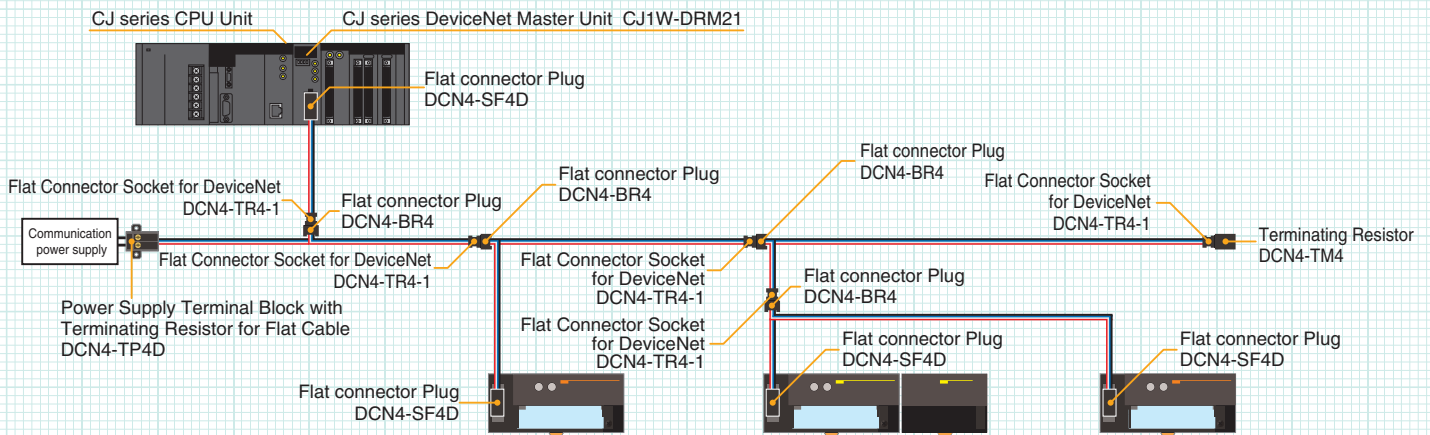 CJ series CPU Unit
CJ series DeviceNet Master Unit  CJ1W-DRM21
Flat connector Plug
DCN4-SF4D
Flat Connector Socket for DeviceNet
DCN4-TR4-1
Flat connector Plug
DCN4-BR4
Flat connector Plug
DCN4-BR4
Flat connector Plug
DCN4-BR4
Flat Connector Socket
for DeviceNet
DCN4-TR4-1
Communication
power supply
Flat Connector Socket for DeviceNet
DCN4-TR4-1
Flat Connector Socket
for DeviceNet
DCN4-TR4-1
Flat connector Plug
DCN4-BR4
Terminating Resistor
DCN4-TM4
Power Supply Terminal Block with
Terminating Resistor for Flat Cable
DCN4-TP4D
Flat Connector Socket
for DeviceNet
DCN4-TR4-1
Flat connector Plug
DCN4-SF4D
Flat connector Plug
DCN4-SF4D
Flat connector Plug
DCN4-SF4D